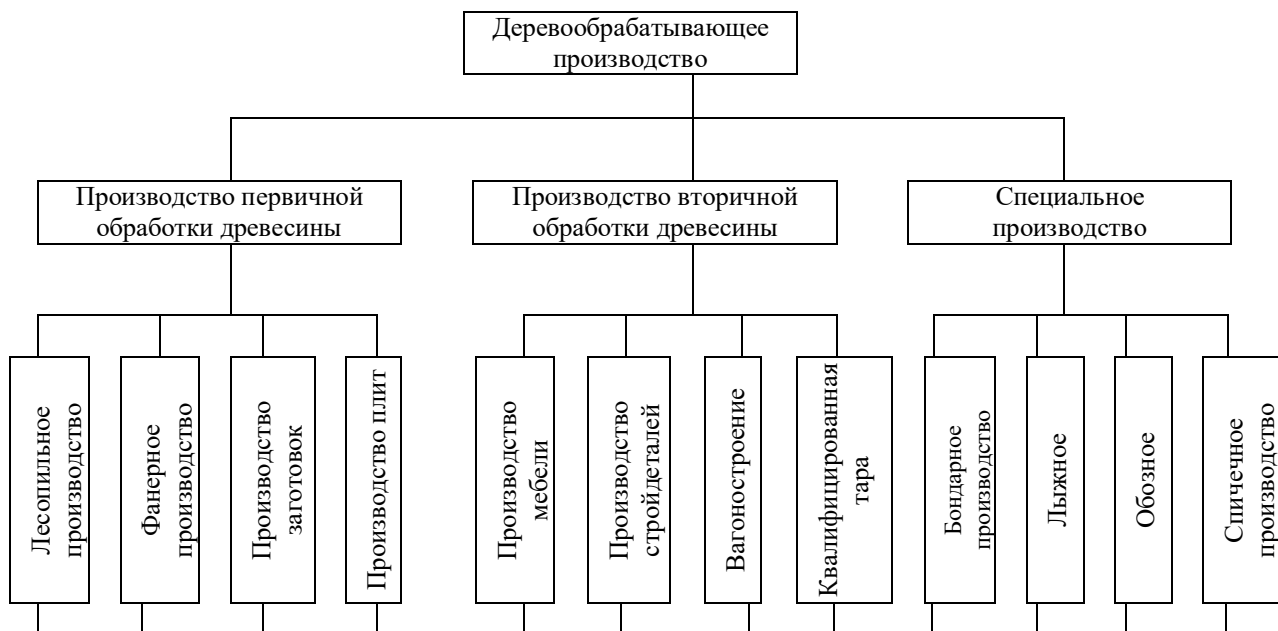 Деревообрабатывающее
производство
Производство первичной
обработки древесины
Производство вторичной
обработки древесины
Специальное
производство
Лесопильное
производство
Фанерное
производство
Производство
заготовок
Производство плит
Производство
мебели
Производство
стройдеталей
Вагоностроение
Квалифицированная
тара
Бондарное
производство
Лыжное
Обозное
Спичечное
производство